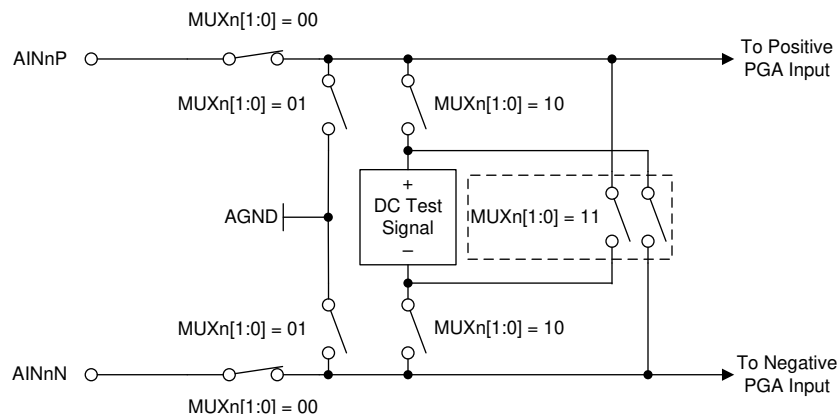 MUXn[1:0] = 00
AINnP
To Positive
PGA Input
MUXn[1:0] = 01
MUXn[1:0] = 10
+
DC Test
Signal
–
AGND
MUXn[1:0] = 11
MUXn[1:0] = 01
MUXn[1:0] = 10
AINnN
To Negative
PGA Input
MUXn[1:0] = 00